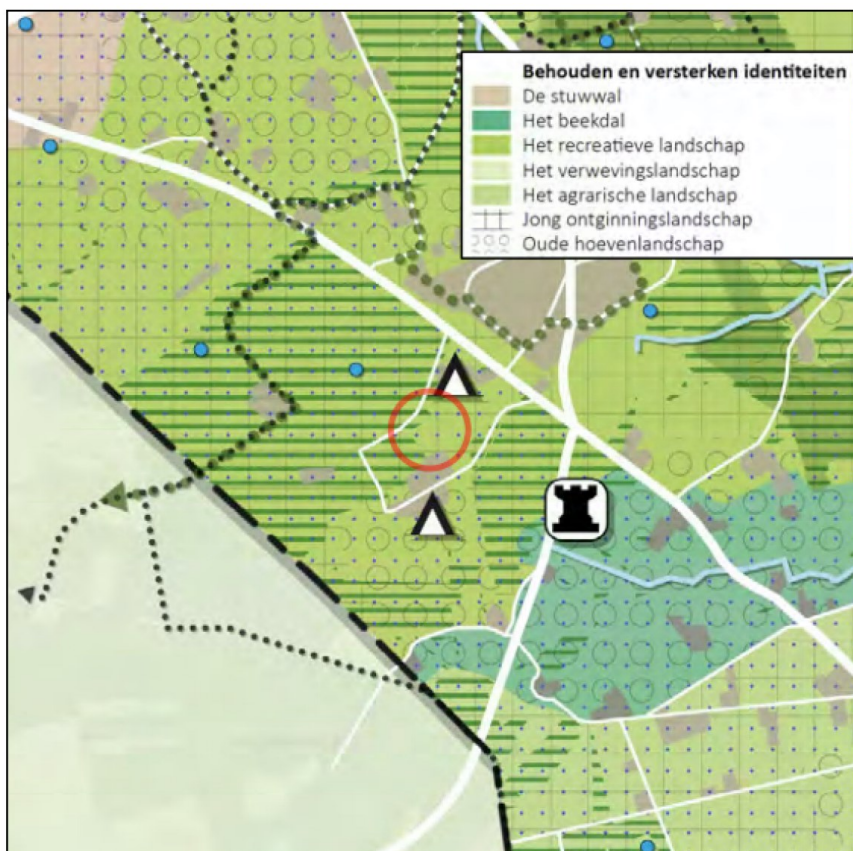 Behouden en versterken identiteiten
De stuwwal
Het beekdal
Het recreatieve landschap
Het verwevingslandschap
Het agrarische landschap
Jong ontginningslandschap
Oude hoevenlandschap